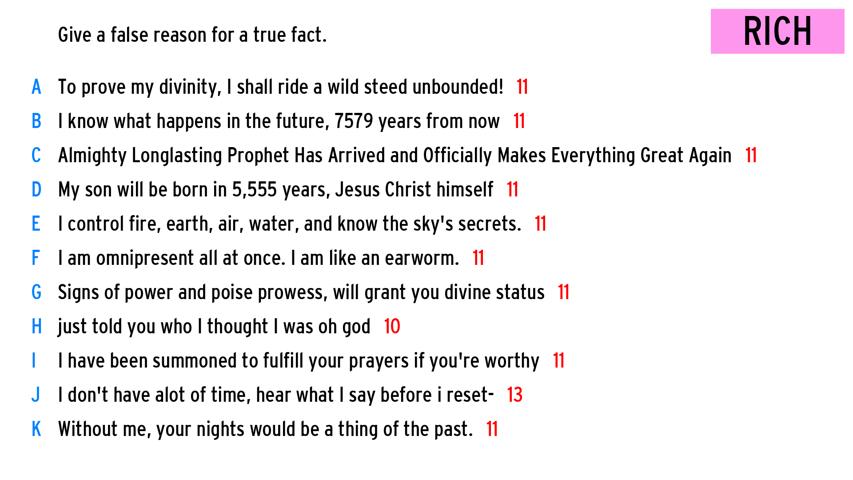 Give a false reason for a true fact.
RICH
A To prove my divinity, I shall ride a wild steed unbounded! 11
B I know what happens in the future, 7579 years from now 11
C Almighty Longlasting Prophet Has Arrived and Officially Makes Everything Great Again 11
D My son will be born in 5,555 years, Jesus Christ himself 11
E I control fire, earth, air, water, and know the sky's secrets. 11
F I am omnipresent all at once. I am like an earworm. 11
G Signs of power and poise prowess, will grant you divine status 11
H just told you who I thought I was oh god 10
I I have been summoned to fulfill your prayers if you're worthy 11
J I don't have alot of time, hear what I say before i reset- 13
K Without me, your nights would be a thing of the past. 11